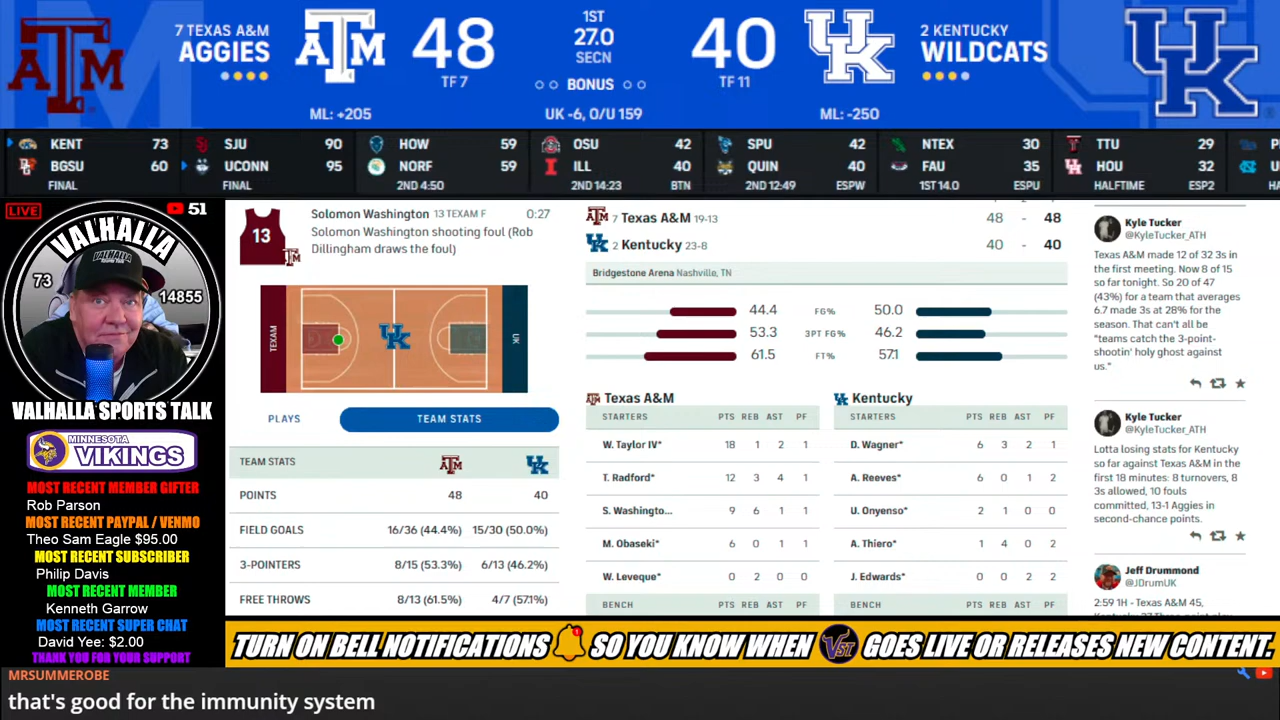 7 TEXAS A&M
AGGIES
48
TF 7
ML: +205
1ST
27.0
SECN
BONUS
UK -6, O/U 159
40
TF 11
ML: -250
2 KENTUCKY
WILDCATS
KENT 73
BGSU 60
FINAL
SJU 90
UCONN 95
FINAL
HOW 59
NORF 59
2ND 4:50
OSU 42
ILL 40
2ND 14:23 BTN
SPU 42
QUIN 40
2ND 12:49 ESPW
NTEX 30
FAU 35
1ST 14.0 ESPU
TTU 29
HOU 32
HALFTIME ESP2
LIVE
51
VALHALLA
VALHALLA
73
14855
VALHALLA SPORTS TALK
MINNESOTA
VIKINGS
MOST RECENT MEMBER GIFTER
Rob Parson
MOST RECENT PAYPAL / VENMO
Theo Sam Eagle $95.00
MOST RECENT SUBSCRIBER
Philip Davis
MOST RECENT MEMBER
Kenneth Garrow
MOST RECENT SUPER CHAT
David Yee: $2.00
THANK YOU FOR YOUR SUPPORT
13
Solomon Washington 13 TEXAM F 0:27
Solomon Washington shooting foul (Rob
Dillingham draws the foul)
TEXAM
UK
PLAYS
TEAM STATS
TEAM STATS
POINTS 48 40
FIELD GOALS 16/36 (44.4%) 15/30 (50.0%)
3-POINTERS 8/15 (53.3%) 6/13 (46.2%)
FREE THROWS 8/13 (61.5%) 4/7 (57.1%)
7 Texas A&M 19-13 48 - 48
2 Kentucky 23-8 40 - 40
Bridgestone Arena Nashville, TN
44.4 FG% 50.0
53.3 3PT FG% 46.2
61.5 FT% 57.1
Texas A&M
STARTERS PTS REB AST PF
W. Taylor IV* 18 1 2 1
T. Radford* 12 3 4 1
S. Washingto... 9 6 1 1
M. Obaseki* 6 0 1 1
W. Leveque* 0 2 0 0
BENCH PTS REB AST PF
Kentucky
STARTERS PTS REB AST PF
D. Wagner* 6 3 2 1
A. Reeves* 6 0 1 2
U. Onyenso* 2 1 0 0
A. Thiero* 1 4 0 2
J. Edwards* 0 0 2 2
BENCH PTS REB AST PF
Kyle Tucker
@KyleTucker_ATH
Texas A&M made 12 of 32 3s in
the first meeting. Now 8 of 15
so far tonight. So 20 of 47
(43%) for a team that averages
6.7 made 3s at 28% for the
season. That can't all be
"teams catch the 3-point-
shootin' holy ghost against
us."
Kyle Tucker
@KyleTucker_ATH
Lotta losing stats for Kentucky
so far against Texas A&M in the
first 18 minutes: 8 turnovers, 8
3s allowed, 10 fouls
committed, 13-1 Aggies in
second-chance points.
Jeff Drummond
@JDrumUK
2:59 1H - Texas A&M 45,
TURN ON BELL NOTIFICATIONS SO YOU KNOW WHEN VST GOES LIVE OR RELEASES NEW CONTENT.
MRSUMMEROBE
that's good for the immunity system